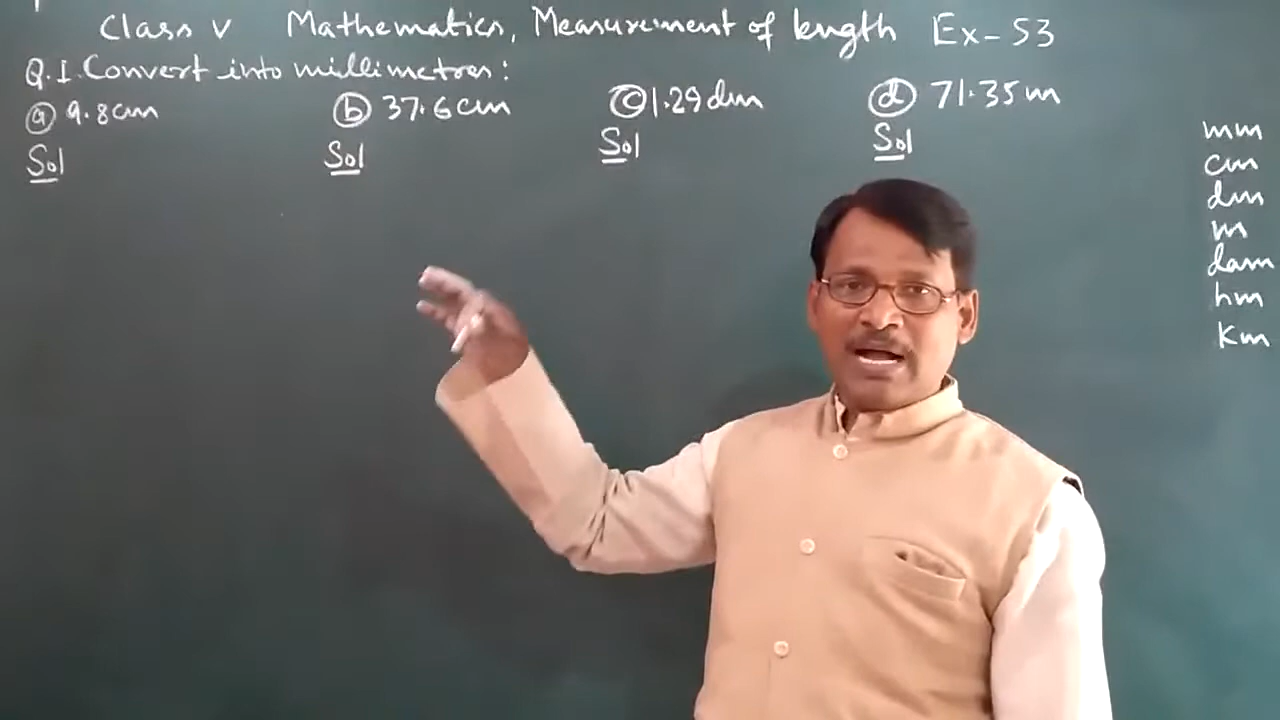 Class V Mathematics, Measurement of length Ex-53
Q.1. Convert into millimetres:
(a) 9.8cm (b) 37.6cm (c) 1.29dm (d) 71.35m
Sol Sol Sol Sol
mm
cm
dm
m
dam
hm
Km